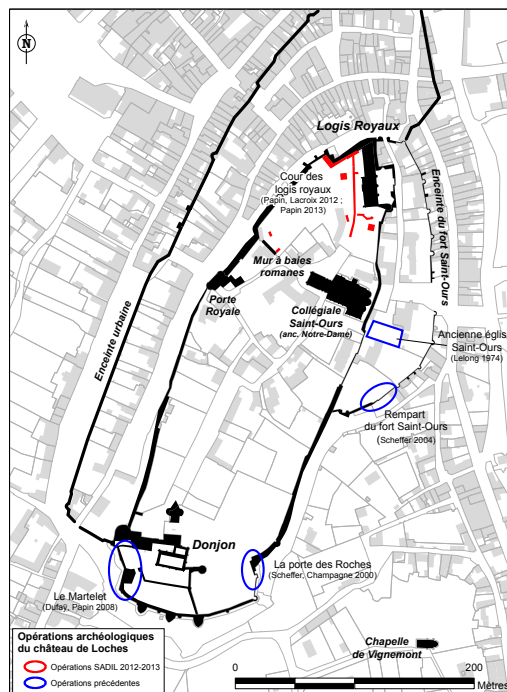 N
Logis Royaux
Cour des
logis royaux
(Papin, Lacroix 2012 ;
Papin 2013)
Enceinte du fort Saint-Ours
Mur à baies
romanes
Porte
Royale
Enceinte urbaine
Collégiale
Saint-Ours
(anc. Notre-Dame)
Ancienne église
Saint-Ours
(Lelong 1974)
Rempart
du fort Saint-Ours
(Scheffer 2004)
Donjon
La porte des Roches
(Scheffer, Champagne 2000)
Le Martelet
(Dufaÿ, Papin 2008)
Chapelle
de Vignemont
Opérations archéologiques
du château de Loches
Opérations SADIL 2012-2013
Opérations précédentes
0 200
Mètres